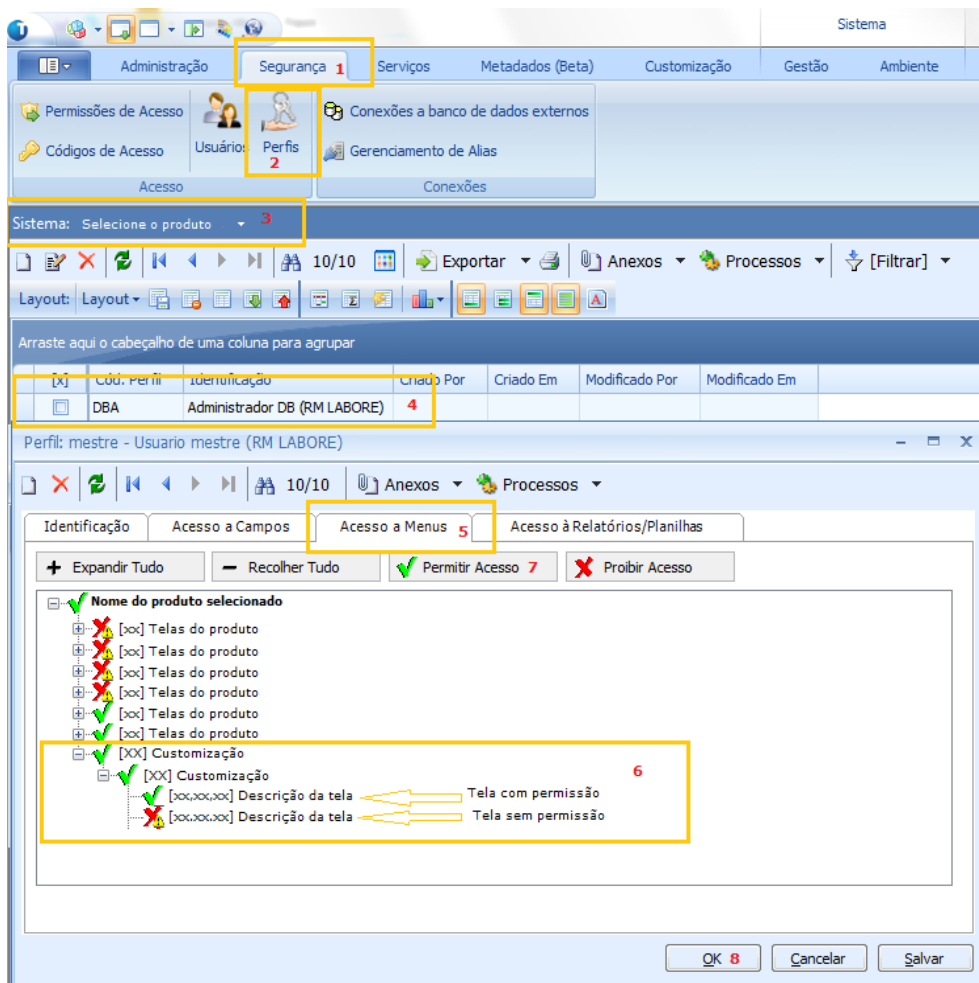 Sistema
Administração Segurança 1 Serviços Metadados (Beta) Customização Gestão Ambiente
Permissões de Acesso
Códigos de Acesso
Usuários
Perfis
2
Conexões a banco de dados externos
Gerenciamento de Alias
Acesso Conexões
Sistema: Selecione o produto 3
10/10 Exportar Anexos Processos [Filtrar]
Layout: Layout Σ A
Arraste aqui o cabeçalho de uma coluna para agrupar
[x] Cód. Perfil Identificação Criado Por Criado Em Modificado Por Modificado Em
DBA Administrador DB (RM LABORE) 4
Perfil: mestre - Usuario mestre (RM LABORE)
10/10 Anexos Processos
Identificação Acesso a Campos Acesso a Menus 5 Acesso à Relatórios/Planilhas
Expandir Tudo Recolher Tudo Permitir Acesso 7 Proibir Acesso
Nome do produto selecionado
[xx] Telas do produto
[xx] Telas do produto
[xx] Telas do produto
[xx] Telas do produto
[xx] Telas do produto
[xx] Telas do produto
[XX] Customização
[XX] Customização 6
[xx,xx,xx] Descrição da tela Tela com permissão
[xx.xx.xx] Descrição da tela Tela sem permissão
OK 8 Cancelar Salvar